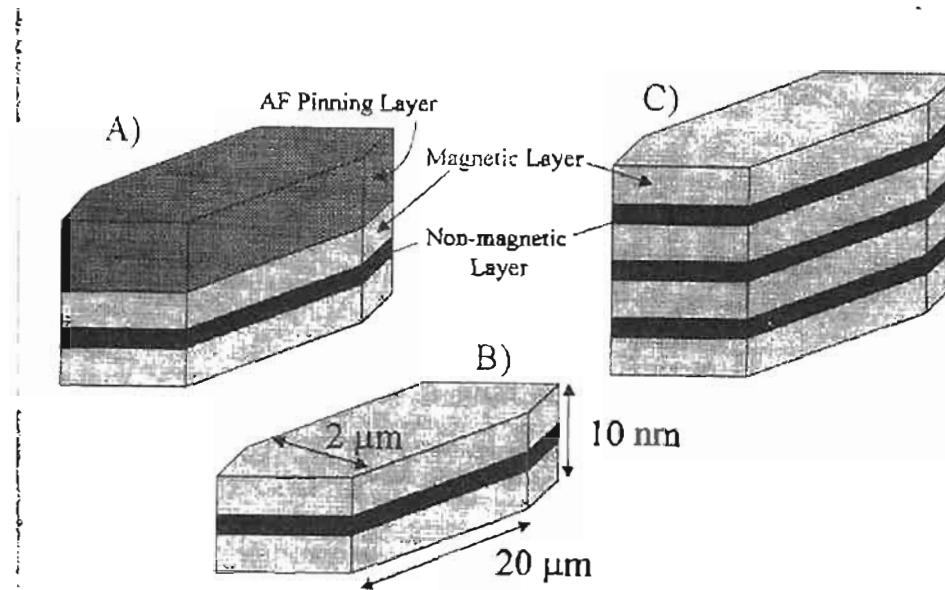 AF Pinning Layer
A)
C)
Magnetic Layer
Non-magnetic
Layer
B)
2 μm
10 nm
20 μm